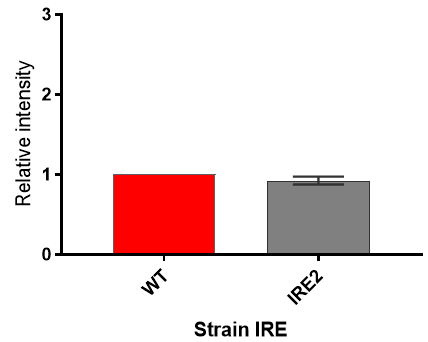 Relative intensity
3
2
1
0
WT
IRE2
Strain IRE